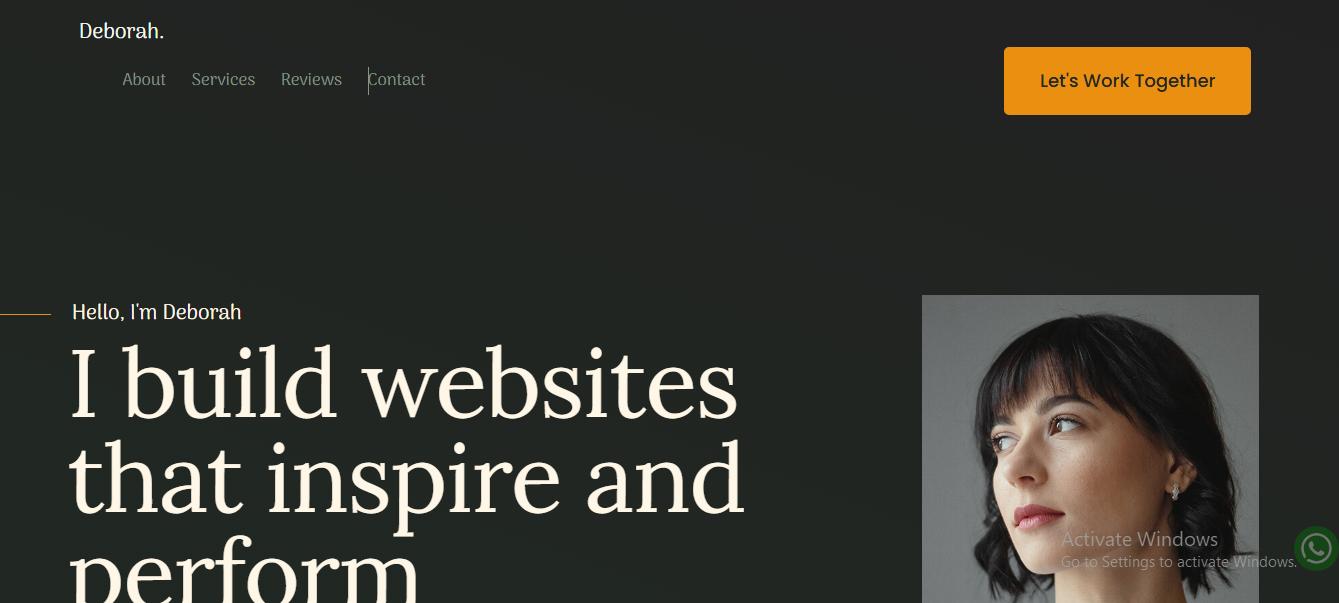 Deborah.
About Services Reviews Contact
Let's Work Together
Hello, I'm Deborah
I build websites
that inspire and
perform
Activate Windows
Go to Settings to activate Windows.